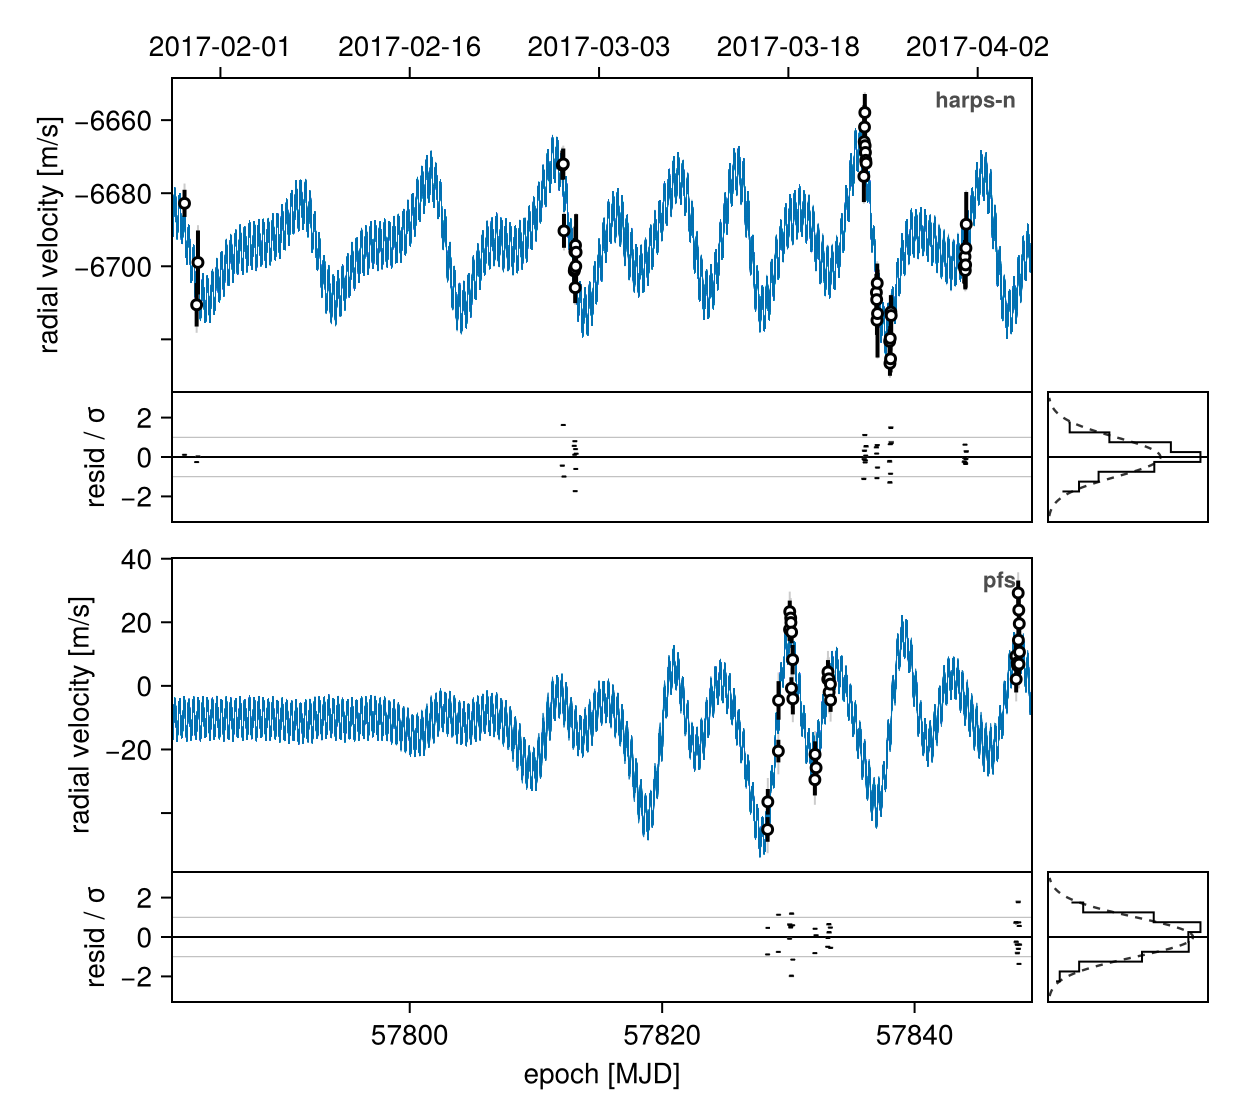 2017-02-01 2017-02-16 2017-03-03 2017-03-18 2017-04-02
harps-n
radial velocity [m/s]
−6660
−6680
−6700
resid / σ
2
0
−2
pfs
radial velocity [m/s]
40
20
0
−20
resid / σ
2
0
−2
57800 57820 57840
epoch [MJD]